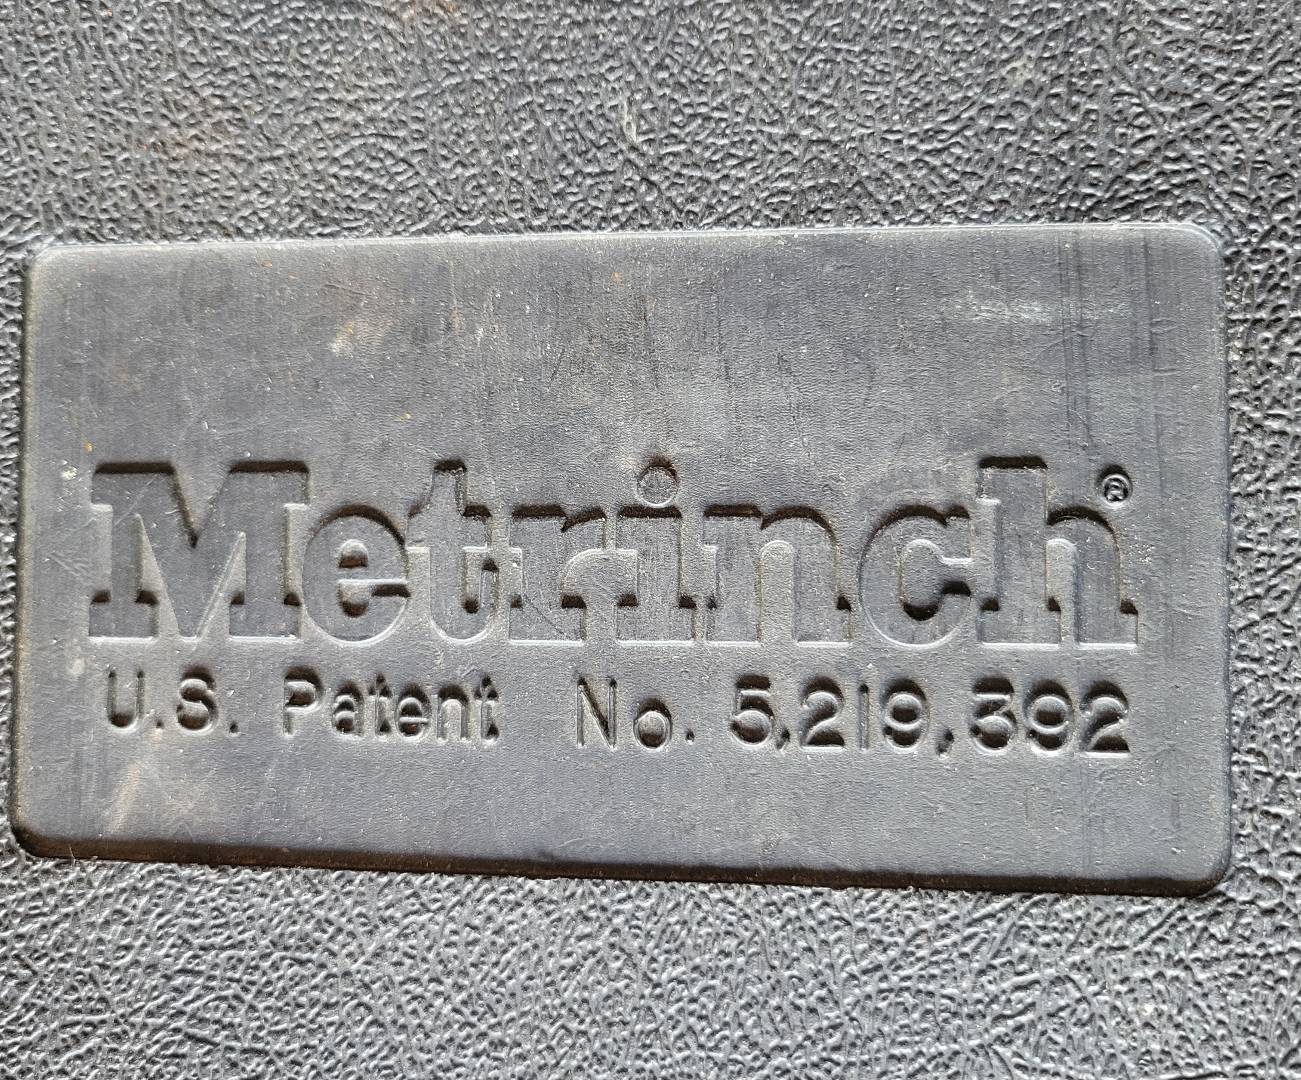 Metrinch®
U.S. Patent No. 5,219,392